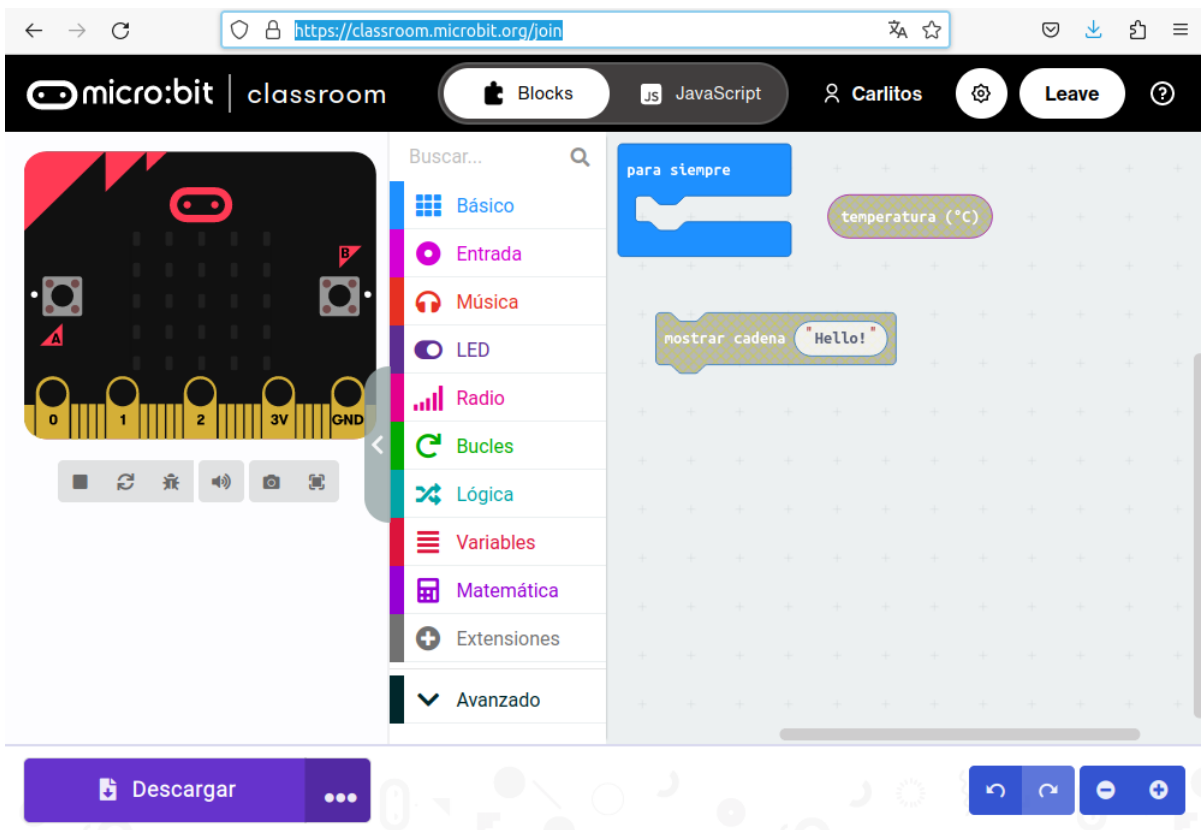 https://classroom.microbit.org/join
micro:bit | classroom
Blocks
JS JavaScript
Carlitos
Leave
?
Buscar...
Básico
Entrada
Música
LED
Radio
Bucles
Lógica
Variables
Matemática
Extensiones
Avanzado
A
B
0 1 2 3V GND
para siempre
temperatura (°C)
mostrar cadena "Hello!"
Descargar